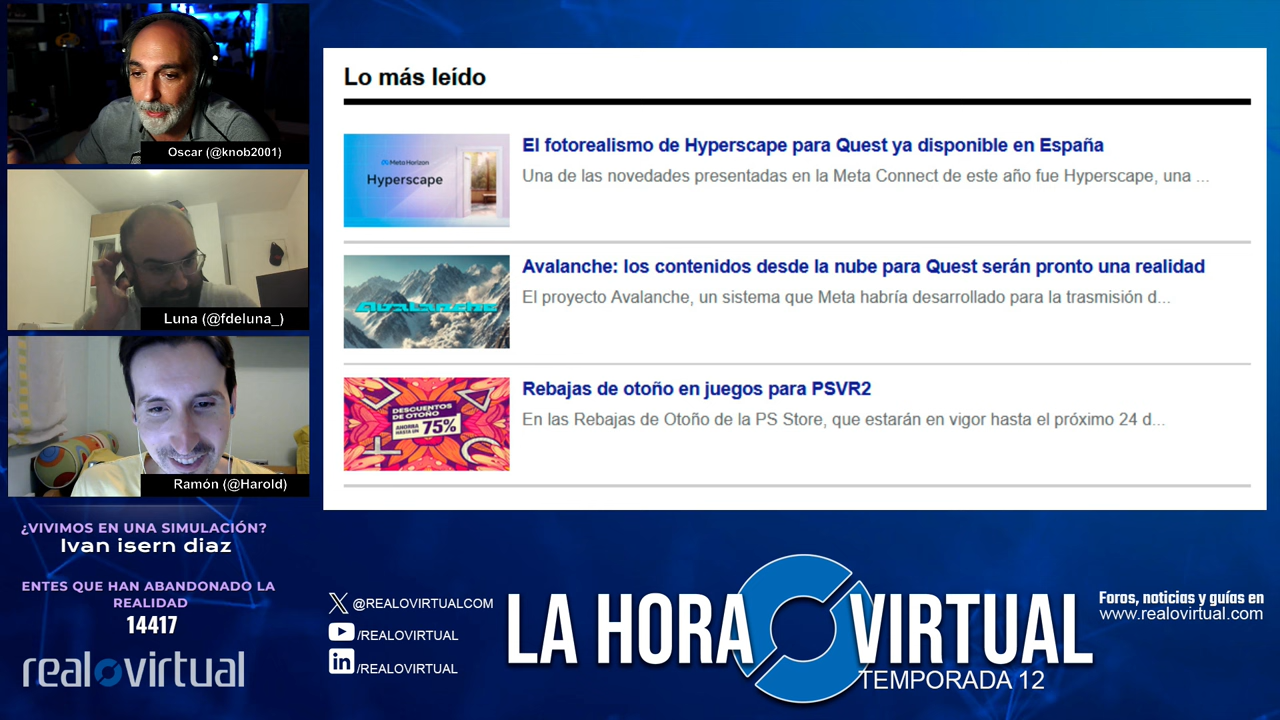 Oscar (@knob2001)
Luna (@fdeluna_)
Ramón (@Harold)
¿VIVIMOS EN UNA SIMULACIÓN?
Ivan isern diaz
ENTES QUE HAN ABANDONADO LA
REALIDAD
14417
realovirtual
Lo más leído
Meta Horizon
Hyperscape
El fotorealismo de Hyperscape para Quest ya disponible en España
Una de las novedades presentadas en la Meta Connect de este año fue Hyperscape, una ...
Avalanche
Avalanche: los contenidos desde la nube para Quest serán pronto una realidad
El proyecto Avalanche, un sistema que Meta habría desarrollado para la trasmisión d...
DESCUENTOS
DE OTOÑO
AHORRA
HASTA UN 75%
Rebajas de otoño en juegos para PSVR2
En las Rebajas de Otoño de la PS Store, que estarán en vigor hasta el próximo 24 d...
@REALOVIRTUALCOM
/REALOVIRTUAL
/REALOVIRTUAL
LA HORA VIRTUAL
TEMPORADA 12
Foros, noticias y guías en
www.realovirtual.com